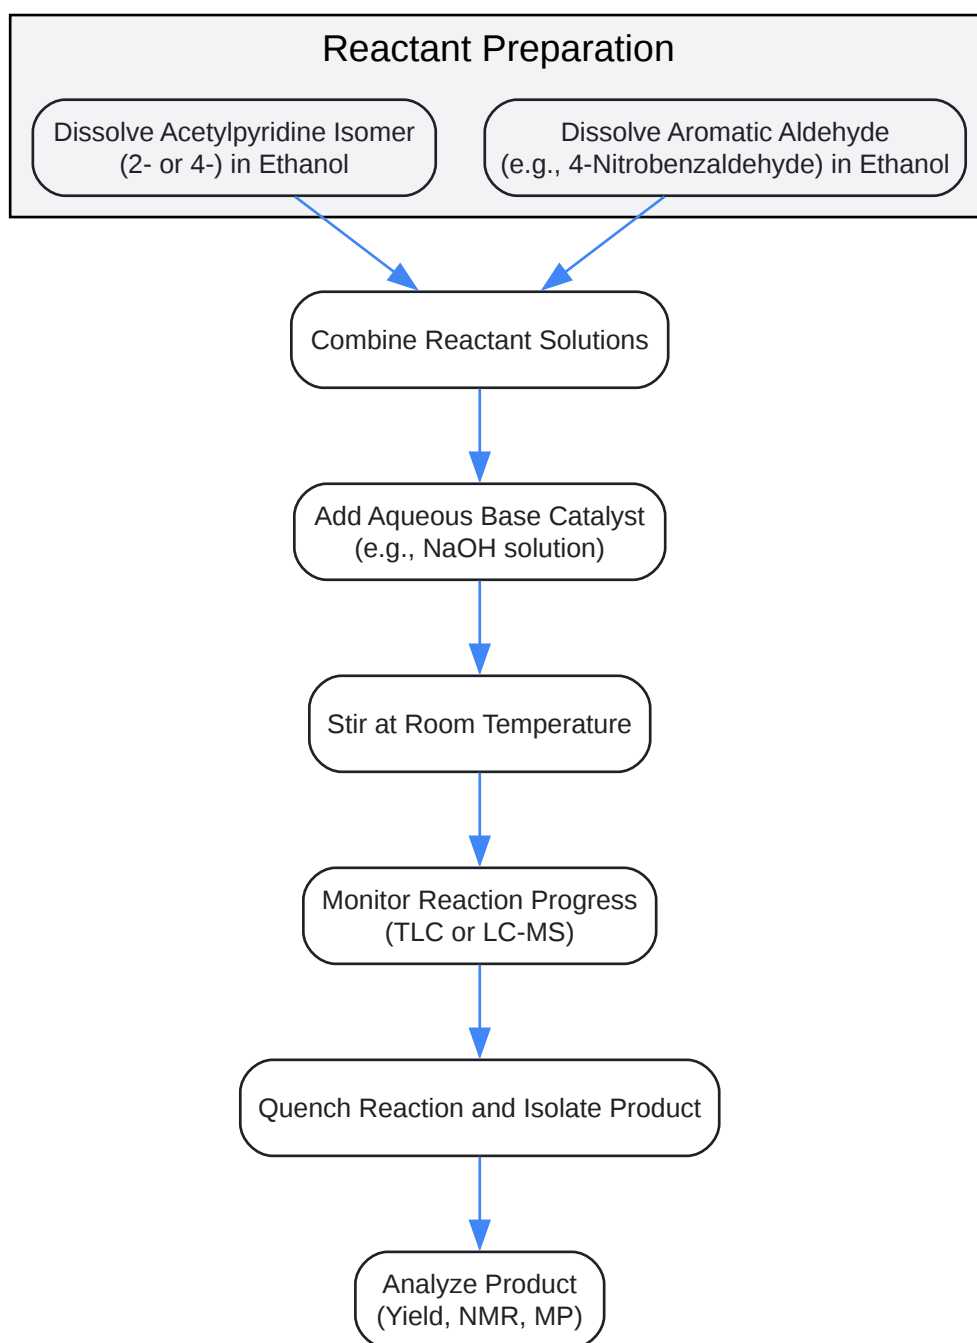 Reactant Preparation
Dissolve Acetylpyridine Isomer
(2- or 4-) in Ethanol
Dissolve Aromatic Aldehyde
(e.g., 4-Nitrobenzaldehyde) in Ethanol
Combine Reactant Solutions
Add Aqueous Base Catalyst
(e.g., NaOH solution)
Stir at Room Temperature
Monitor Reaction Progress
(TLC or LC-MS)
Quench Reaction and Isolate Product
Analyze Product
(Yield, NMR, MP)